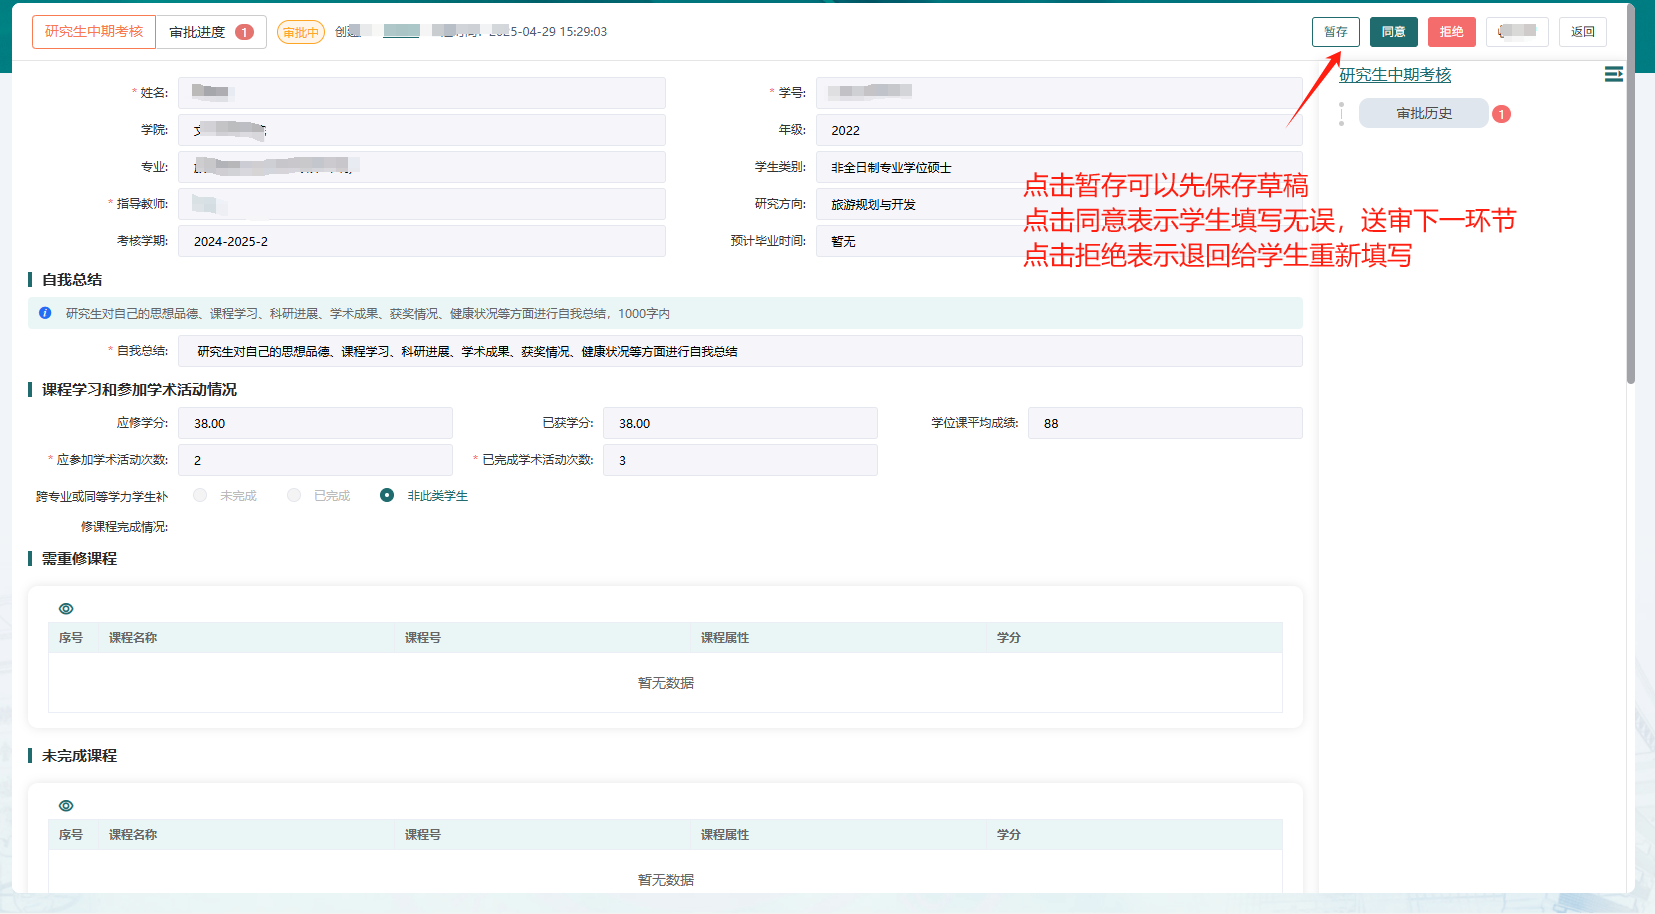 研究生中期考核 审批进度 1 审批中 2025-04-29 15:29:03 暂存 同意 拒绝 返回
研究生中期考核
审批历史 1
* 姓名: * 学号:
学院: 年级: 2022
专业: 学生类别: 非全日制专业学位硕士
* 指导教师: 研究方向: 旅游规划与开发
考核学期: 2024-2025-2 预计毕业时间: 暂无
点击暂存可以先保存草稿
点击同意表示学生填写无误，送审下一环节
点击拒绝表示退回给学生重新填写
自我总结
研究生对自己的思想品德、课程学习、科研进展、学术成果、获奖情况、健康状况等方面进行自我总结，1000字内
* 自我总结: 研究生对自己的思想品德、课程学习、科研进展、学术成果、获奖情况、健康状况等方面进行自我总结
课程学习和参加学术活动情况
应修学分: 38.00 已获学分: 38.00 学位课平均成绩: 88
* 应参加学术活动次数: 2 * 已完成学术活动次数: 3
跨专业或同等学力学生补 未完成 已完成 非此类学生
修课程完成情况:
需重修课程
序号 课程名称 课程号 课程属性 学分
暂无数据
未完成课程
序号 课程名称 课程号 课程属性 学分
暂无数据